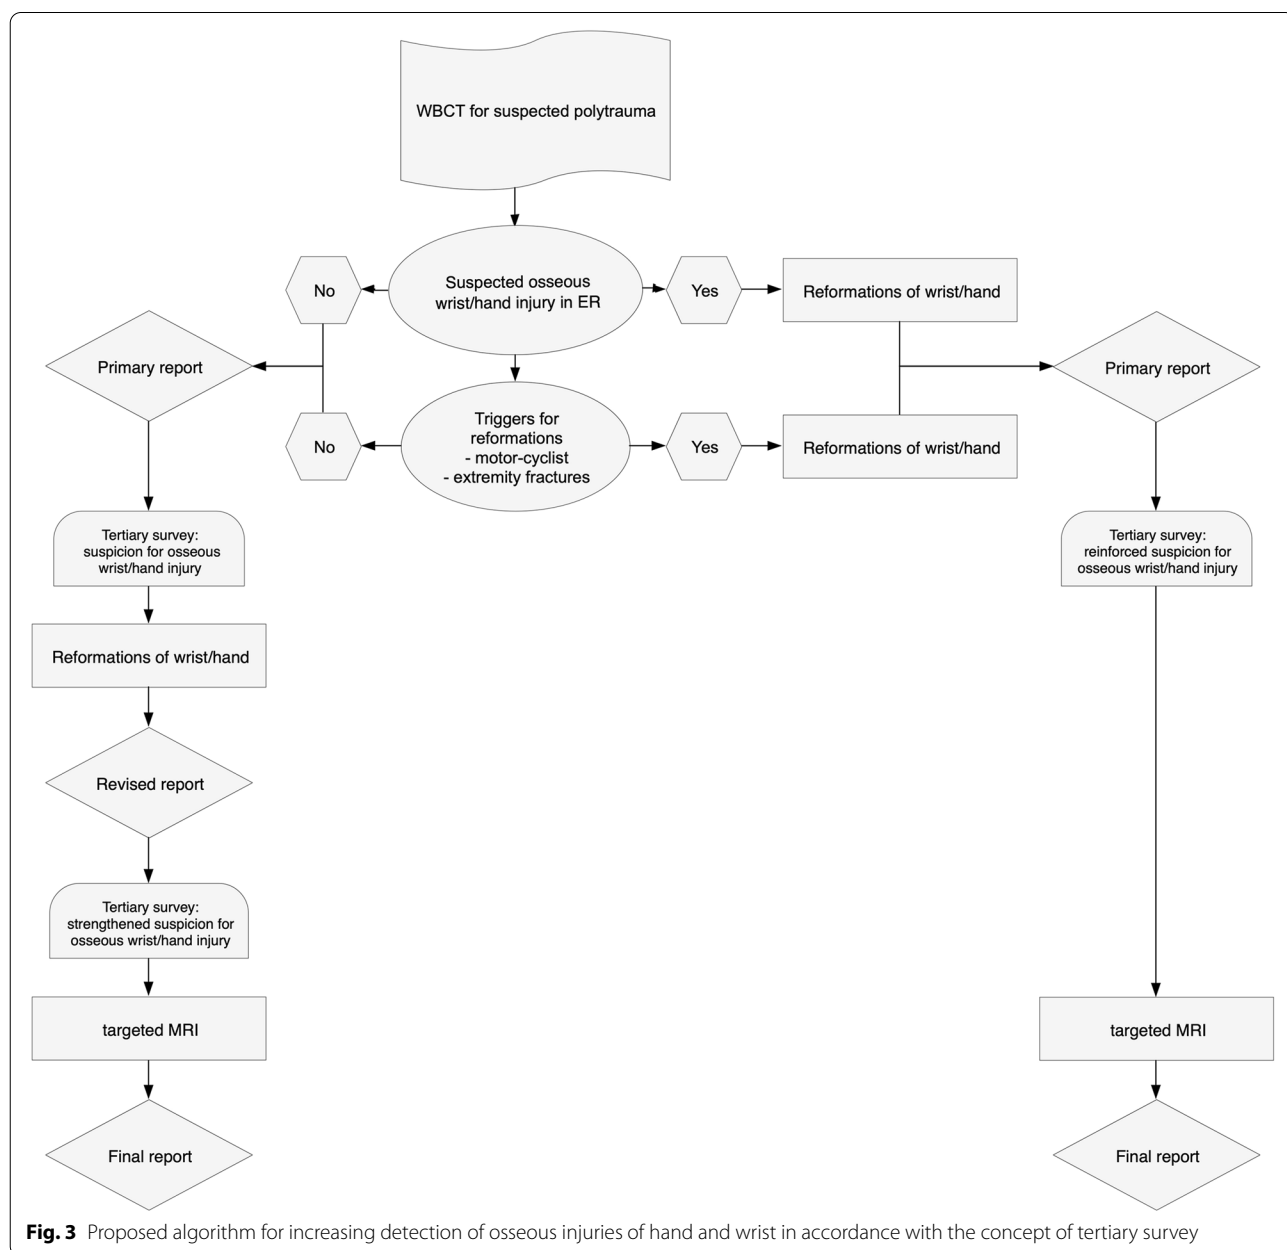 WBCT for suspected polytrauma
No
Suspected osseous
wrist/hand injury in ER
Yes
Reformations of wrist/hand
Primary report
Primary report
No
Triggers for
reformations
- motor-cyclist
- extremity fractures
Yes
Reformations of wrist/hand
Tertiary survey:
suspicion for osseous
wrist/hand injury
Tertiary survey:
reinforced suspicion for
osseous wrist/hand injury
Reformations of wrist/hand
Revised report
Tertiary survey:
strengthened suspicion for
osseous wrist/hand injury
targeted MRI
targeted MRI
Final report
Final report
Fig. 3 Proposed algorithm for increasing detection of osseous injuries of hand and wrist in accordance with the concept of tertiary survey